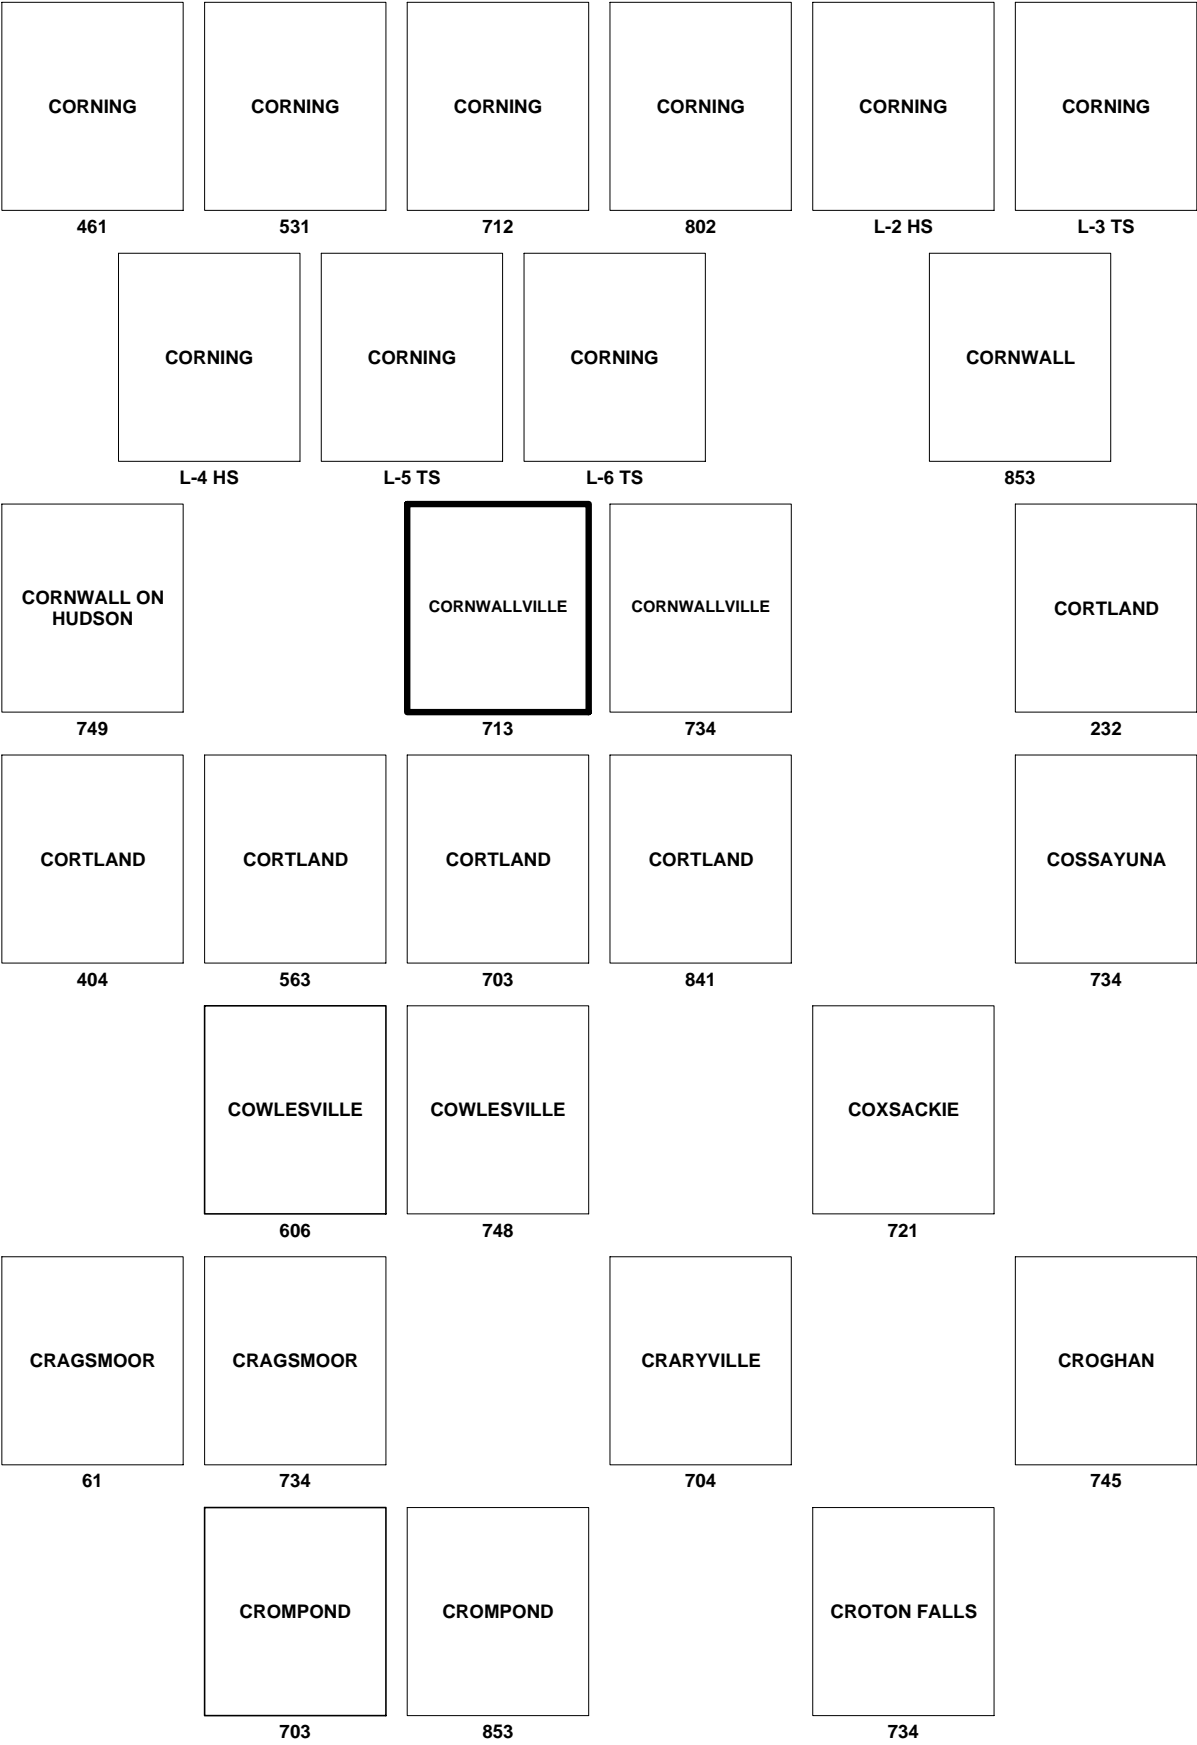 CORNING CORNING CORNING CORNING CORNING CORNING
461 531 712 802 L-2 HS L-3 TS
CORNING CORNING CORNING CORNWALL
L-4 HS L-5 TS L-6 TS 853
CORNWALL ON
HUDSON
CORNWALLVILLE CORNWALLVILLE CORTLAND
749 713 734 232
CORTLAND CORTLAND CORTLAND CORTLAND COSSAYUNA
404 563 703 841 734
COWLESVILLE COWLESVILLE COXSACKIE
606 748 721
CRAGSMOOR CRAGSMOOR CRARYVILLE CROGHAN
61 734 704 745
CROMPOND CROMPOND CROTON FALLS
703 853 734